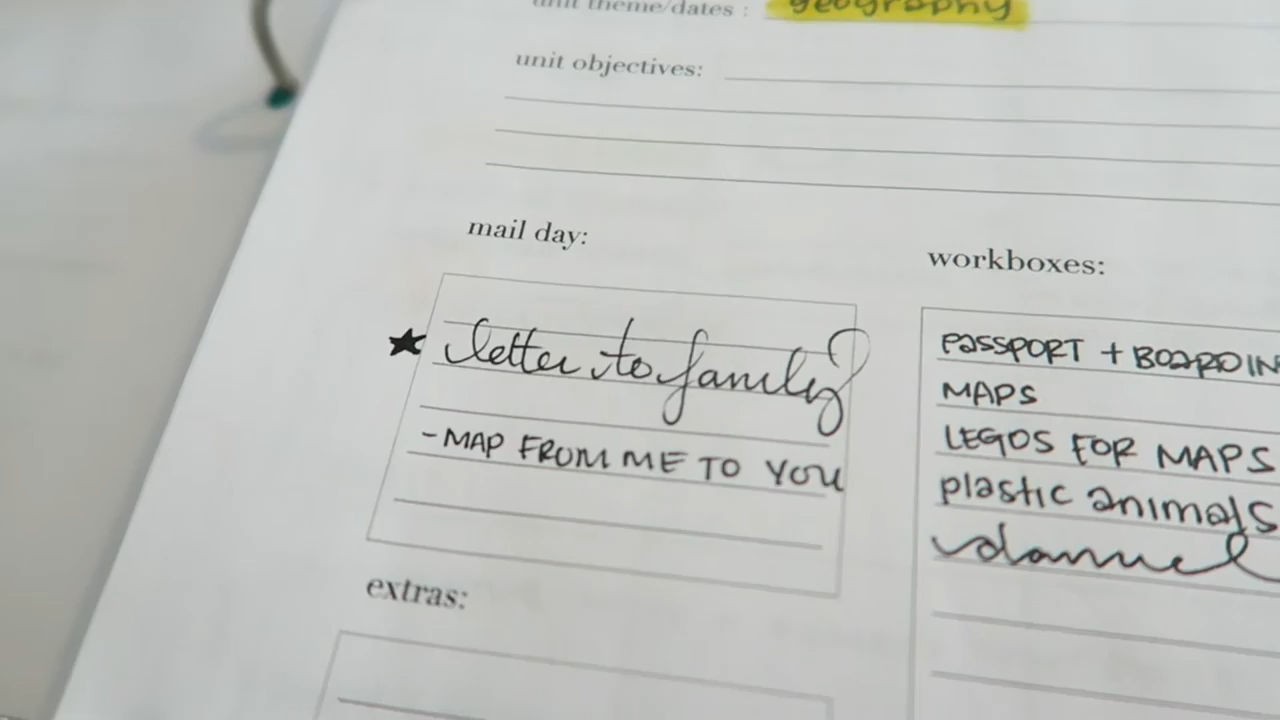 unit theme/dates : geography
unit objectives:
mail day:
★ letter to family?
- MAP FROM ME TO YOU
workboxes:
PASSPORT + BOARDIN
MAPS
LEGOS FOR MAPS
plastic animals
extras: